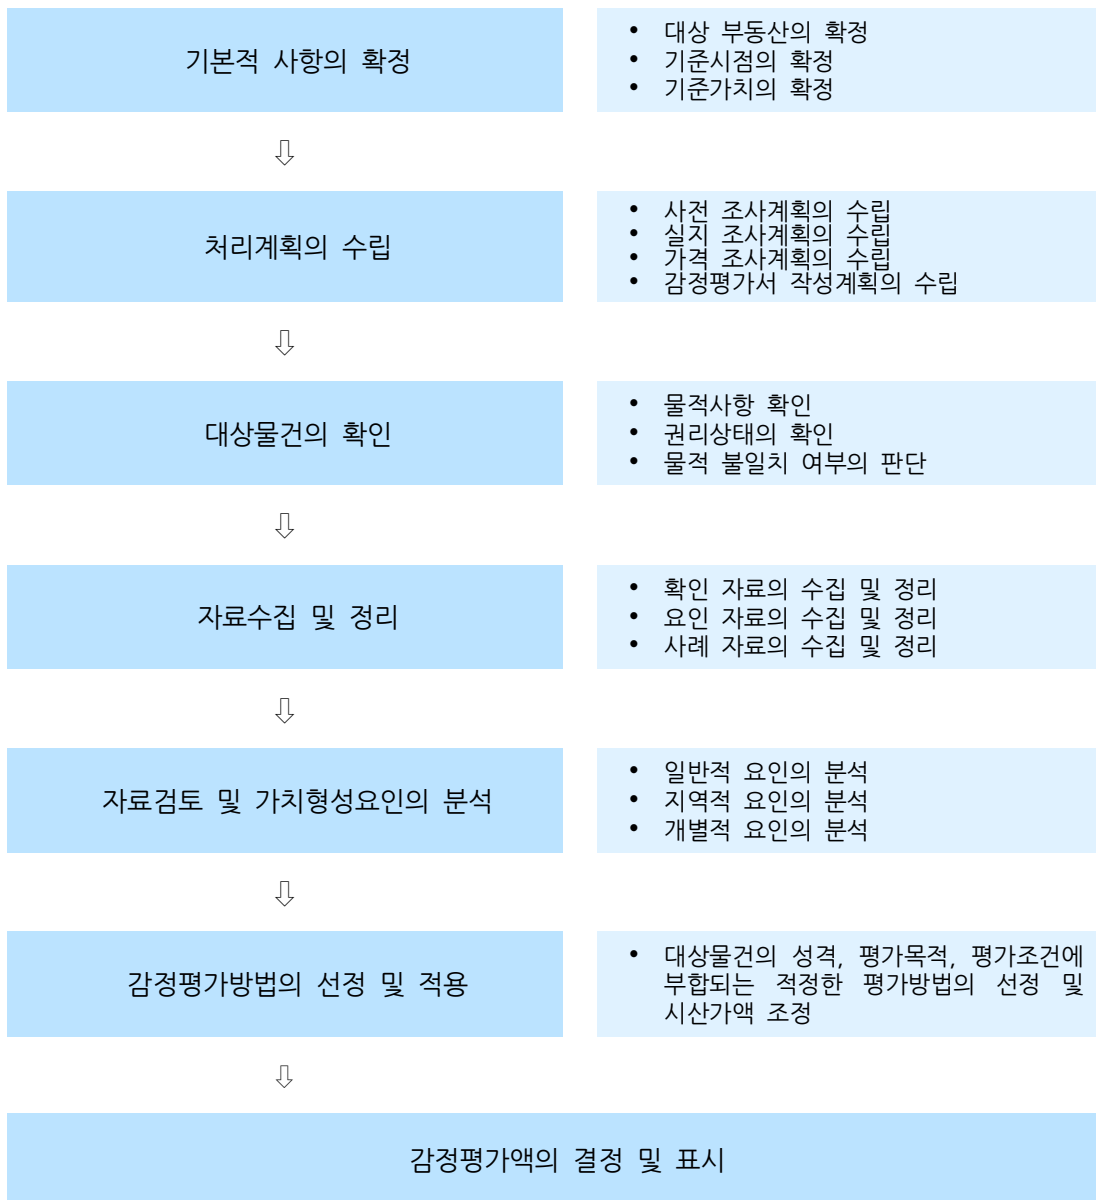 기본적 사항의 확정
• 대상 부동산의 확정
• 기준시점의 확정
• 기준가치의 확정
⇩
처리계획의 수립
• 사전 조사계획의 수립
• 실지 조사계획의 수립
• 가격 조사계획의 수립
• 감정평가서 작성계획의 수립
⇩
대상물건의 확인
• 물적사항 확인
• 권리상태의 확인
• 물적 불일치 여부의 판단
⇩
자료수집 및 정리
• 확인 자료의 수집 및 정리
• 요인 자료의 수집 및 정리
• 사례 자료의 수집 및 정리
⇩
자료검토 및 가치형성요인의 분석
• 일반적 요인의 분석
• 지역적 요인의 분석
• 개별적 요인의 분석
⇩
감정평가방법의 선정 및 적용
• 대상물건의 성격, 평가목적, 평가조건에
부합되는 적정한 평가방법의 선정 및
시산가액 조정
⇩
감정평가액의 결정 및 표시